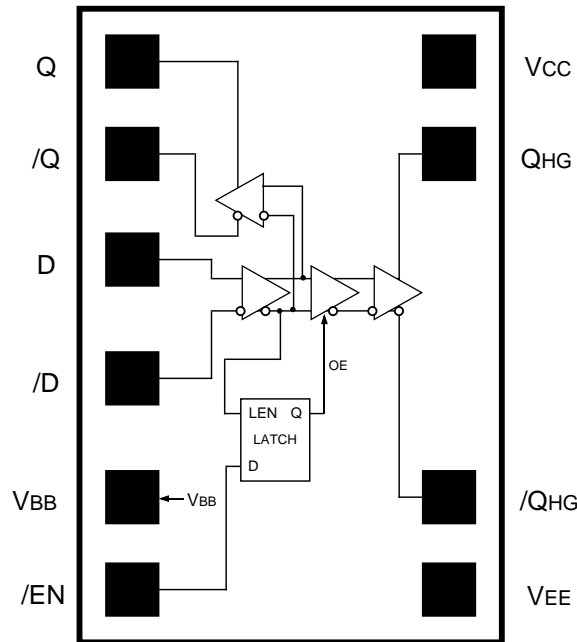 Q
VCC
/Q
QHG
D
OE
/D
LEN Q
LATCH
D
VBB
VBB
/QHG
/EN
VEE